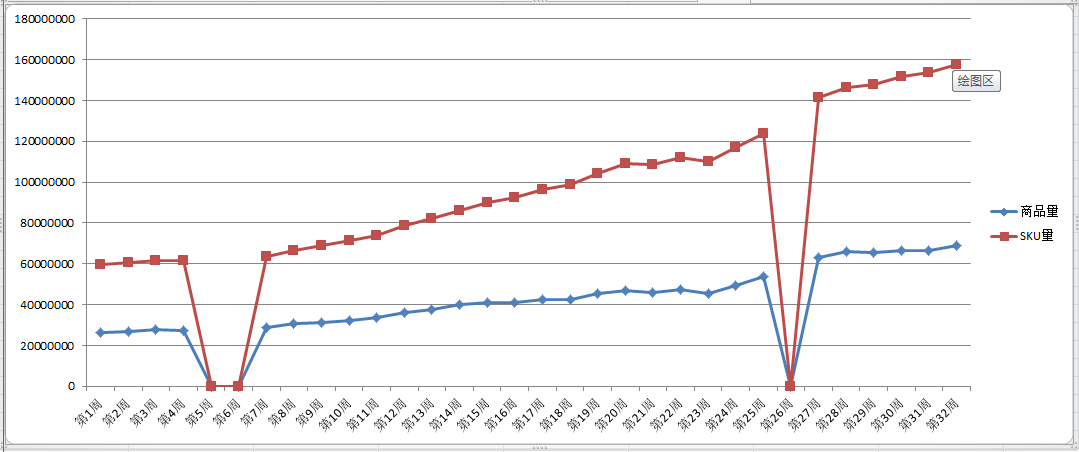 180000000
160000000
140000000
120000000
100000000
80000000
60000000
40000000
20000000
0
第1周
第2周
第3周
第4周
第5周
第6周
第7周
第8周
第9周
第10周
第11周
第12周
第13周
第14周
第15周
第16周
第17周
第18周
第19周
第20周
第21周
第22周
第23周
第24周
第25周
第26周
第27周
第28周
第29周
第30周
第31周
第32周
绘图区
商品量
SKU量